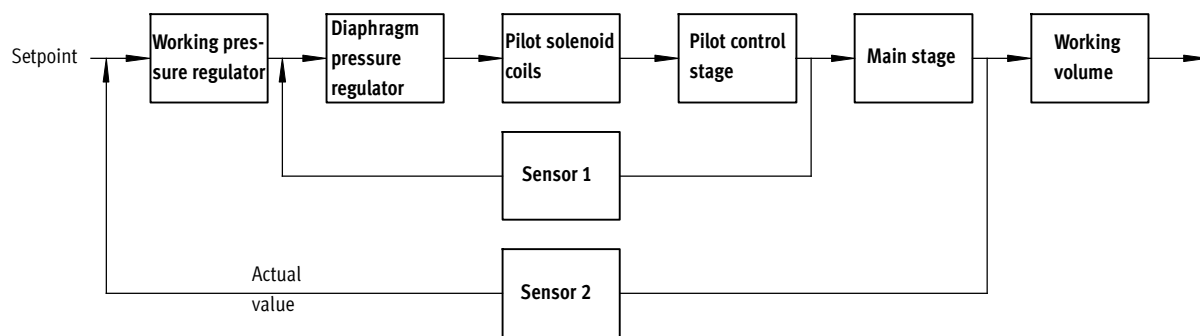 Setpoint
Working pres-
sure regulator
Diaphragm
pressure
regulator
Pilot solenoid
coils
Pilot control
stage
Main stage
Working
volume
Sensor 1
Actual
value
Sensor 2